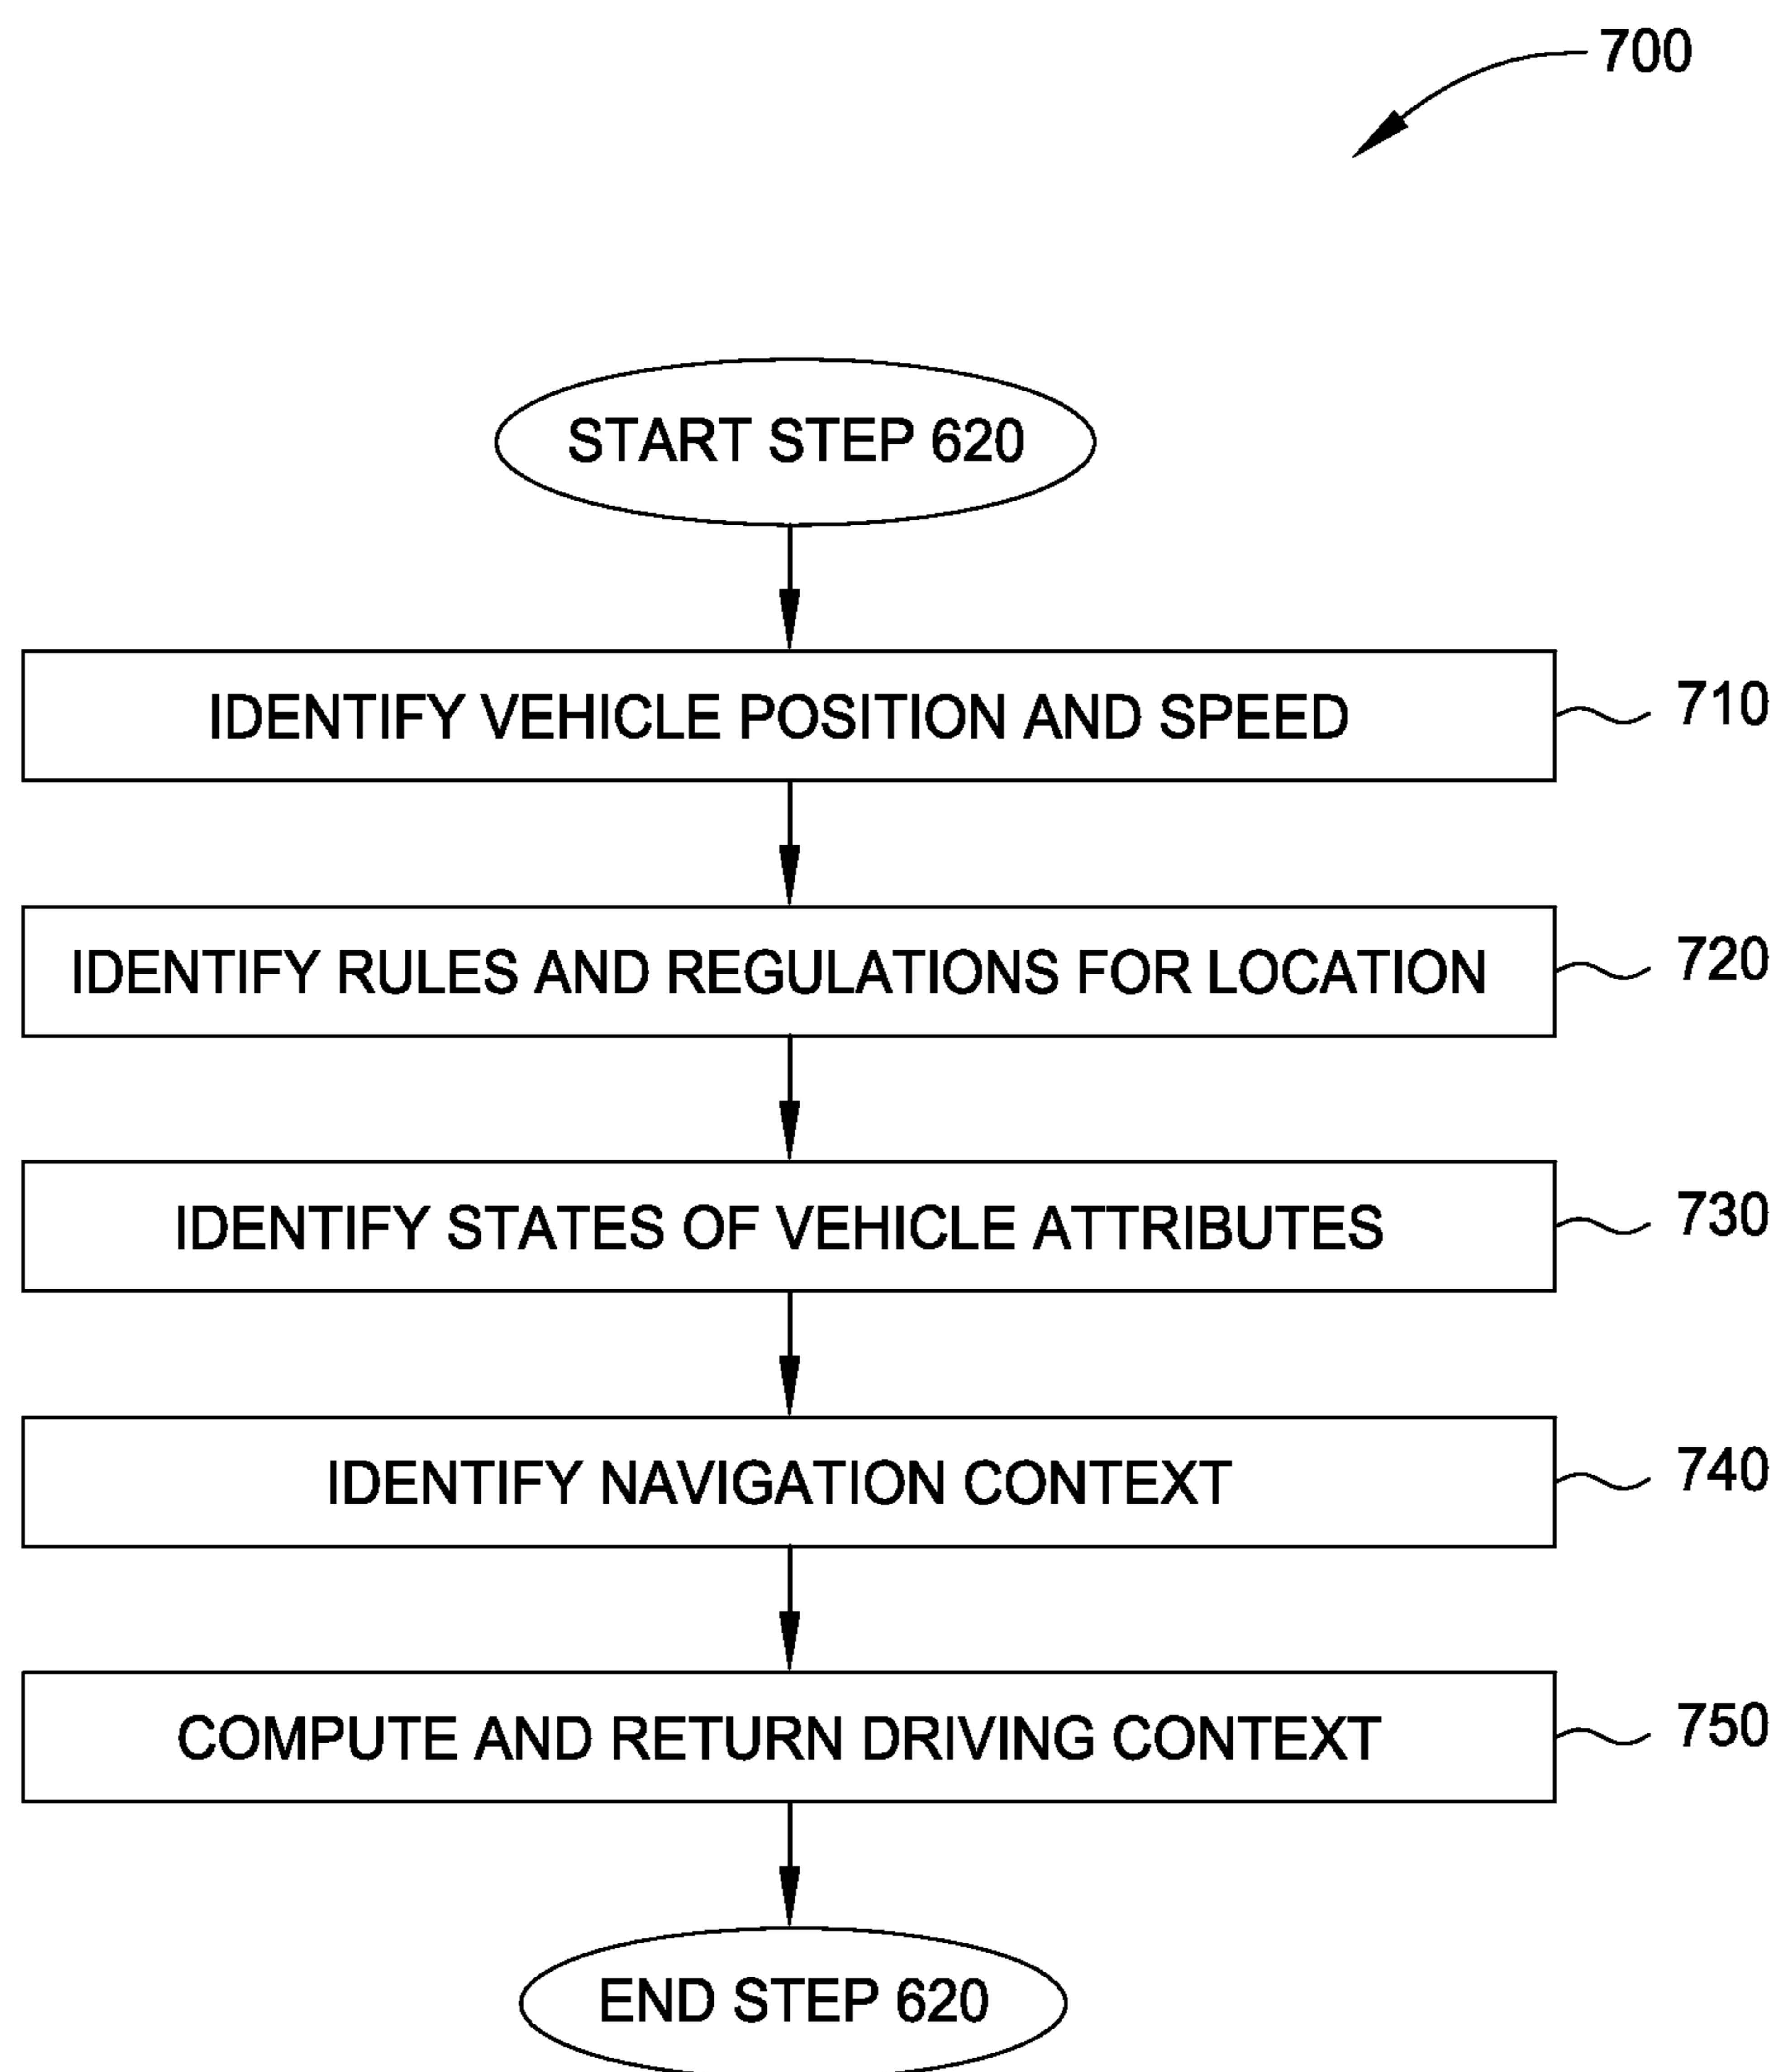 700
START STEP 620
IDENTIFY VEHICLE POSITION AND SPEED
710
IDENTIFY RULES AND REGULATIONS FOR LOCATION
720
IDENTIFY STATES OF VEHICLE ATTRIBUTES
730
IDENTIFY NAVIGATION CONTEXT
740
COMPUTE AND RETURN DRIVING CONTEXT
750
END STEP 620